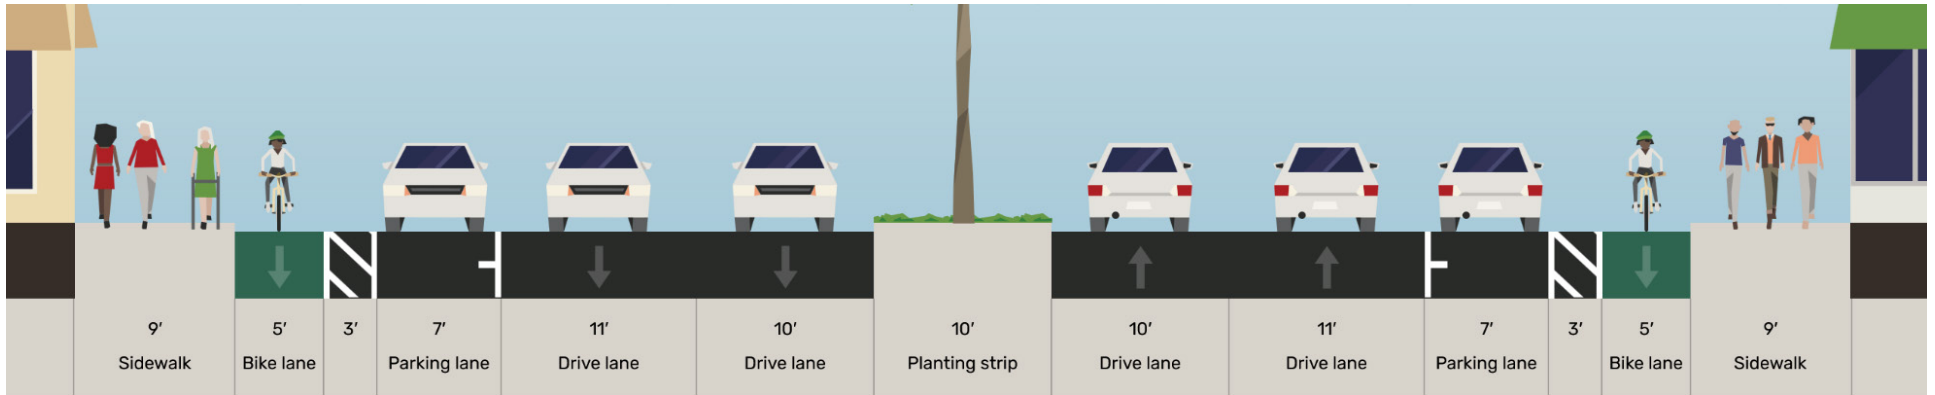 9′ 5′ 3′ 7′ 11′ 10′ 10′ 10′ 11′ 7′ 3′ 5′ 9′
Sidewalk Bike lane Parking lane Drive lane Drive lane Planting strip Drive lane Drive lane Parking lane Bike lane Sidewalk